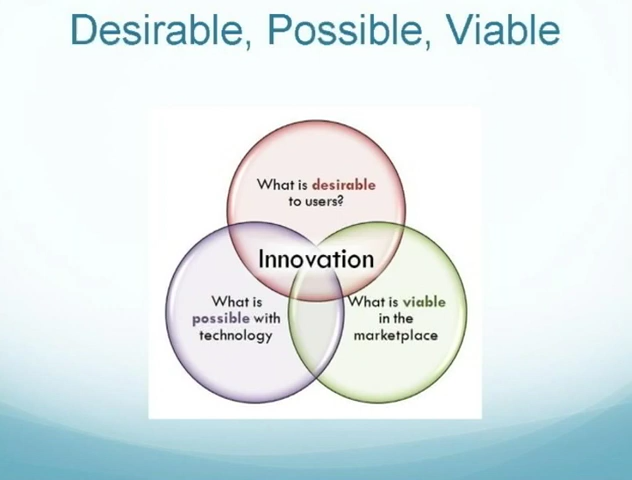 Desirable, Possible, Viable
What is desirable
to users?
Innovation
What is
possible with
technology
What is viable
in the
marketplace